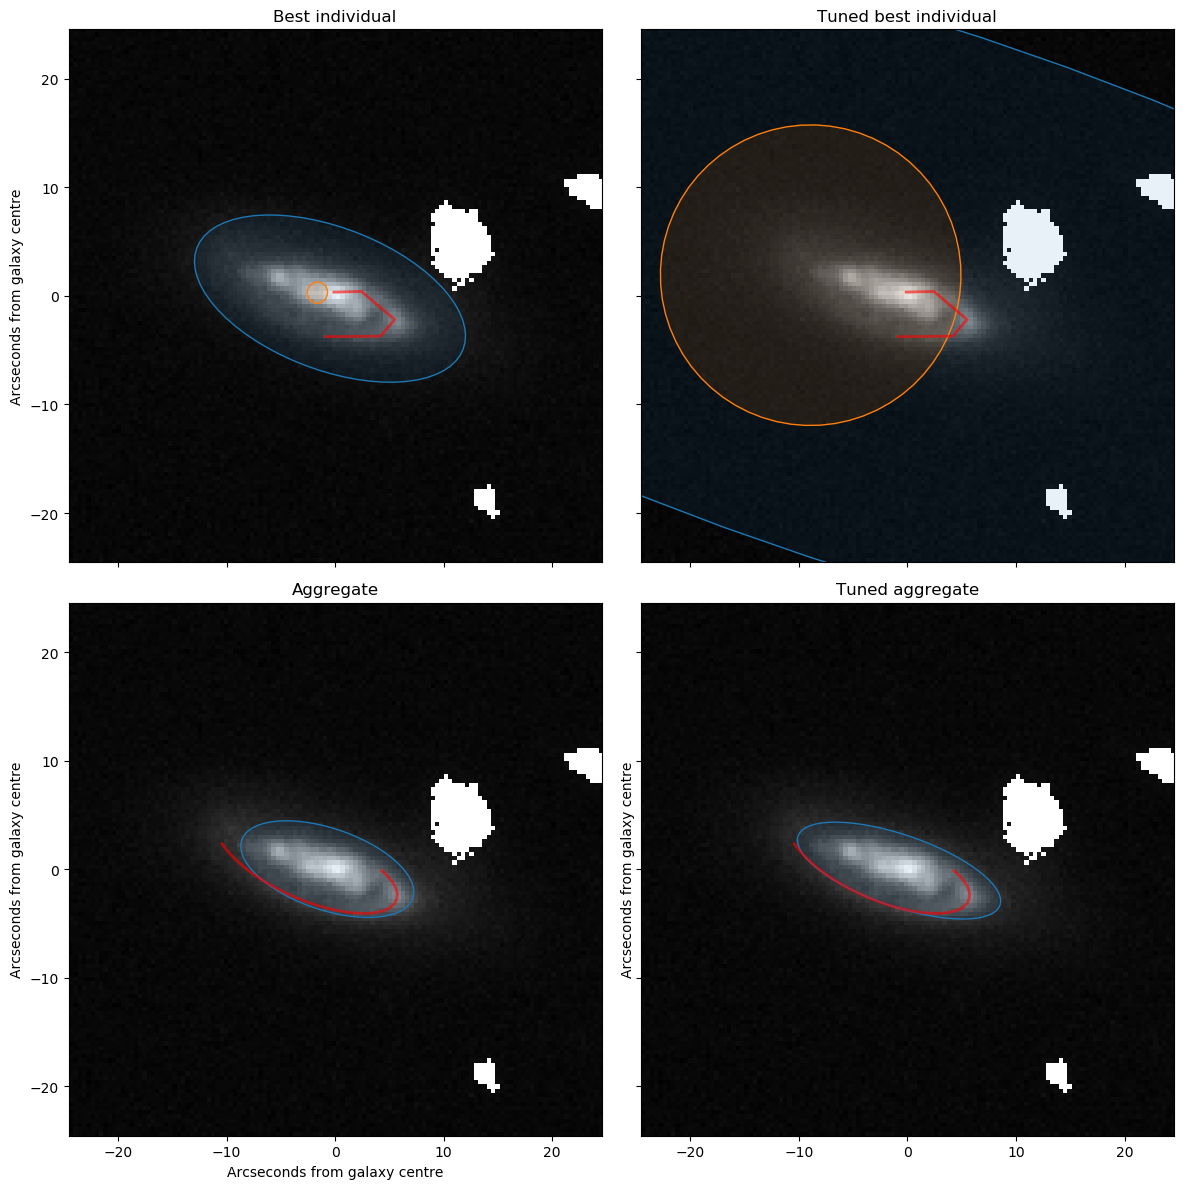 Best individual
Tuned best individual
20
10
0
−10
−20
Arcseconds from galaxy centre
Aggregate
Tuned aggregate
20
10
0
−10
−20
Arcseconds from galaxy centre
Arcseconds from galaxy centre
−20 −10 0 10 20
−20 −10 0 10 20
Arcseconds from galaxy centre